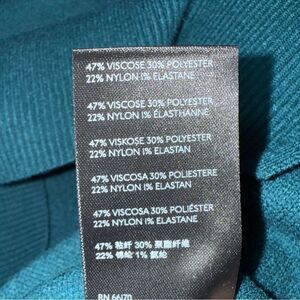 47% VISCOSE 30% POLYESTER
22% NYLON 1% ELASTANE
47% VISCOSE 30% POLYESTER
22% NYLON 1% ÉLASTHANNE
47% VISKOSE 30% POLYESTER
22% NYLON 1% ELASTAN
47% VISCOSA 30% POLIESTERE
22% NYLON 1% ELASTAN
47% VISCOSA 30% POLIÉSTER
22% NYLON 1% ELASTANE
47% 粘纤 30% 聚酯纤维
22% 锦纶 1% 氨纶
RN 66170